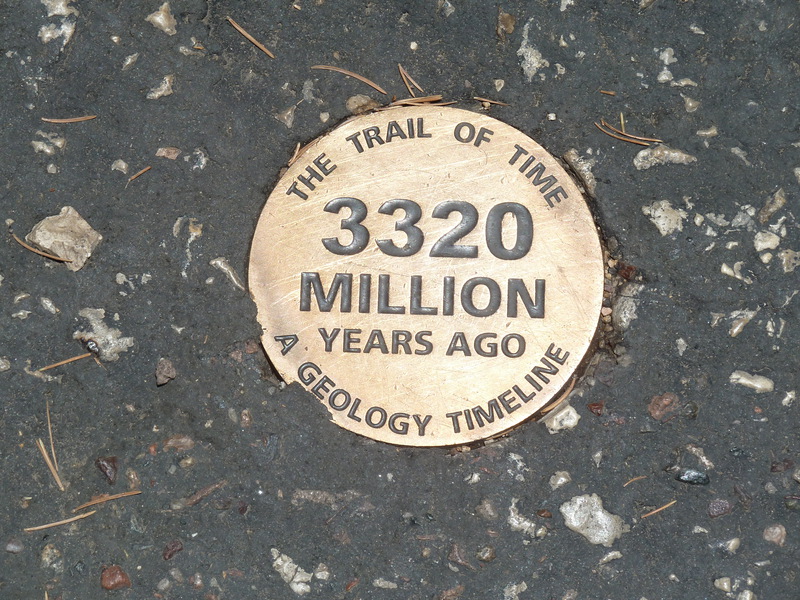 THE TRAIL OF TIME
3320
MILLION
YEARS AGO
A GEOLOGY TIMELINE